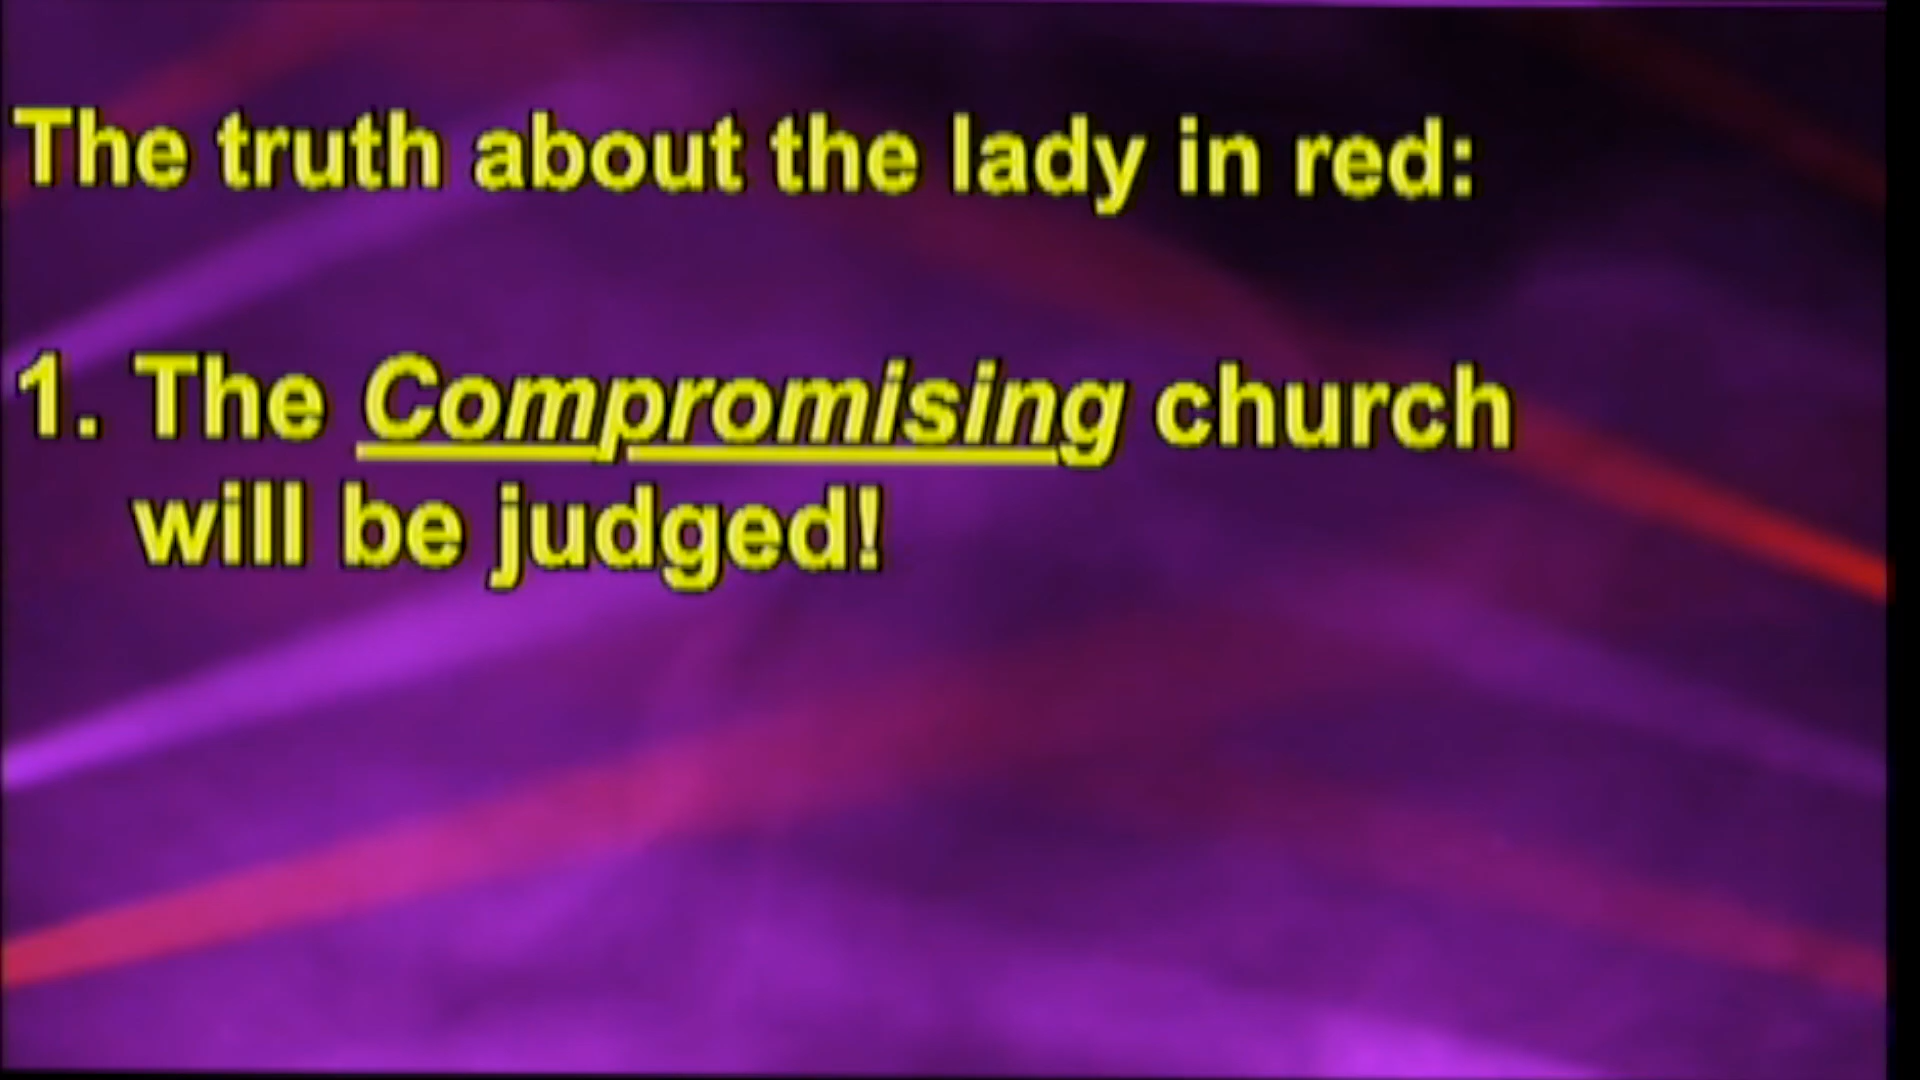 The truth about the lady in red:
1. The Compromising church
will be judged!